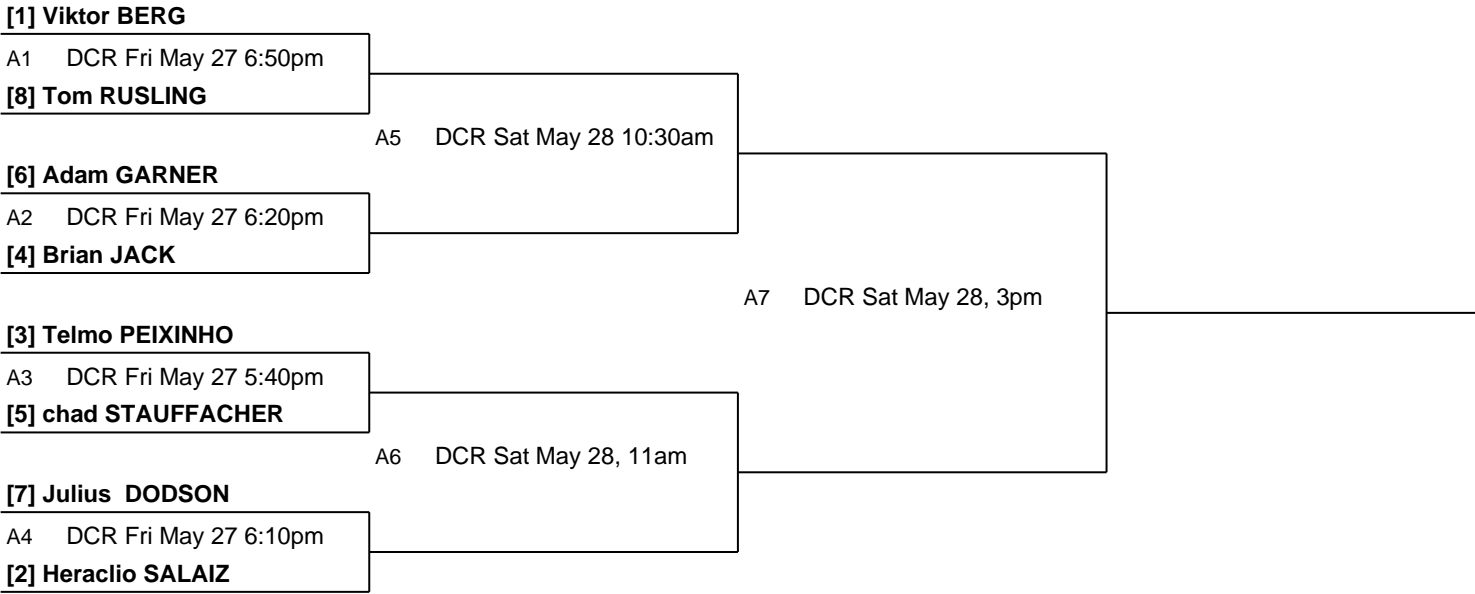 [1] Viktor BERG
A1 DCR Fri May 27 6:50pm
[8] Tom RUSLING
A5 DCR Sat May 28 10:30am
[6] Adam GARNER
A2 DCR Fri May 27 6:20pm
[4] Brian JACK
A7 DCR Sat May 28, 3pm
[3] Telmo PEIXINHO
A3 DCR Fri May 27 5:40pm
[5] chad STAUFFACHER
A6 DCR Sat May 28, 11am
[7] Julius  DODSON
A4 DCR Fri May 27 6:10pm
[2] Heraclio SALAIZ